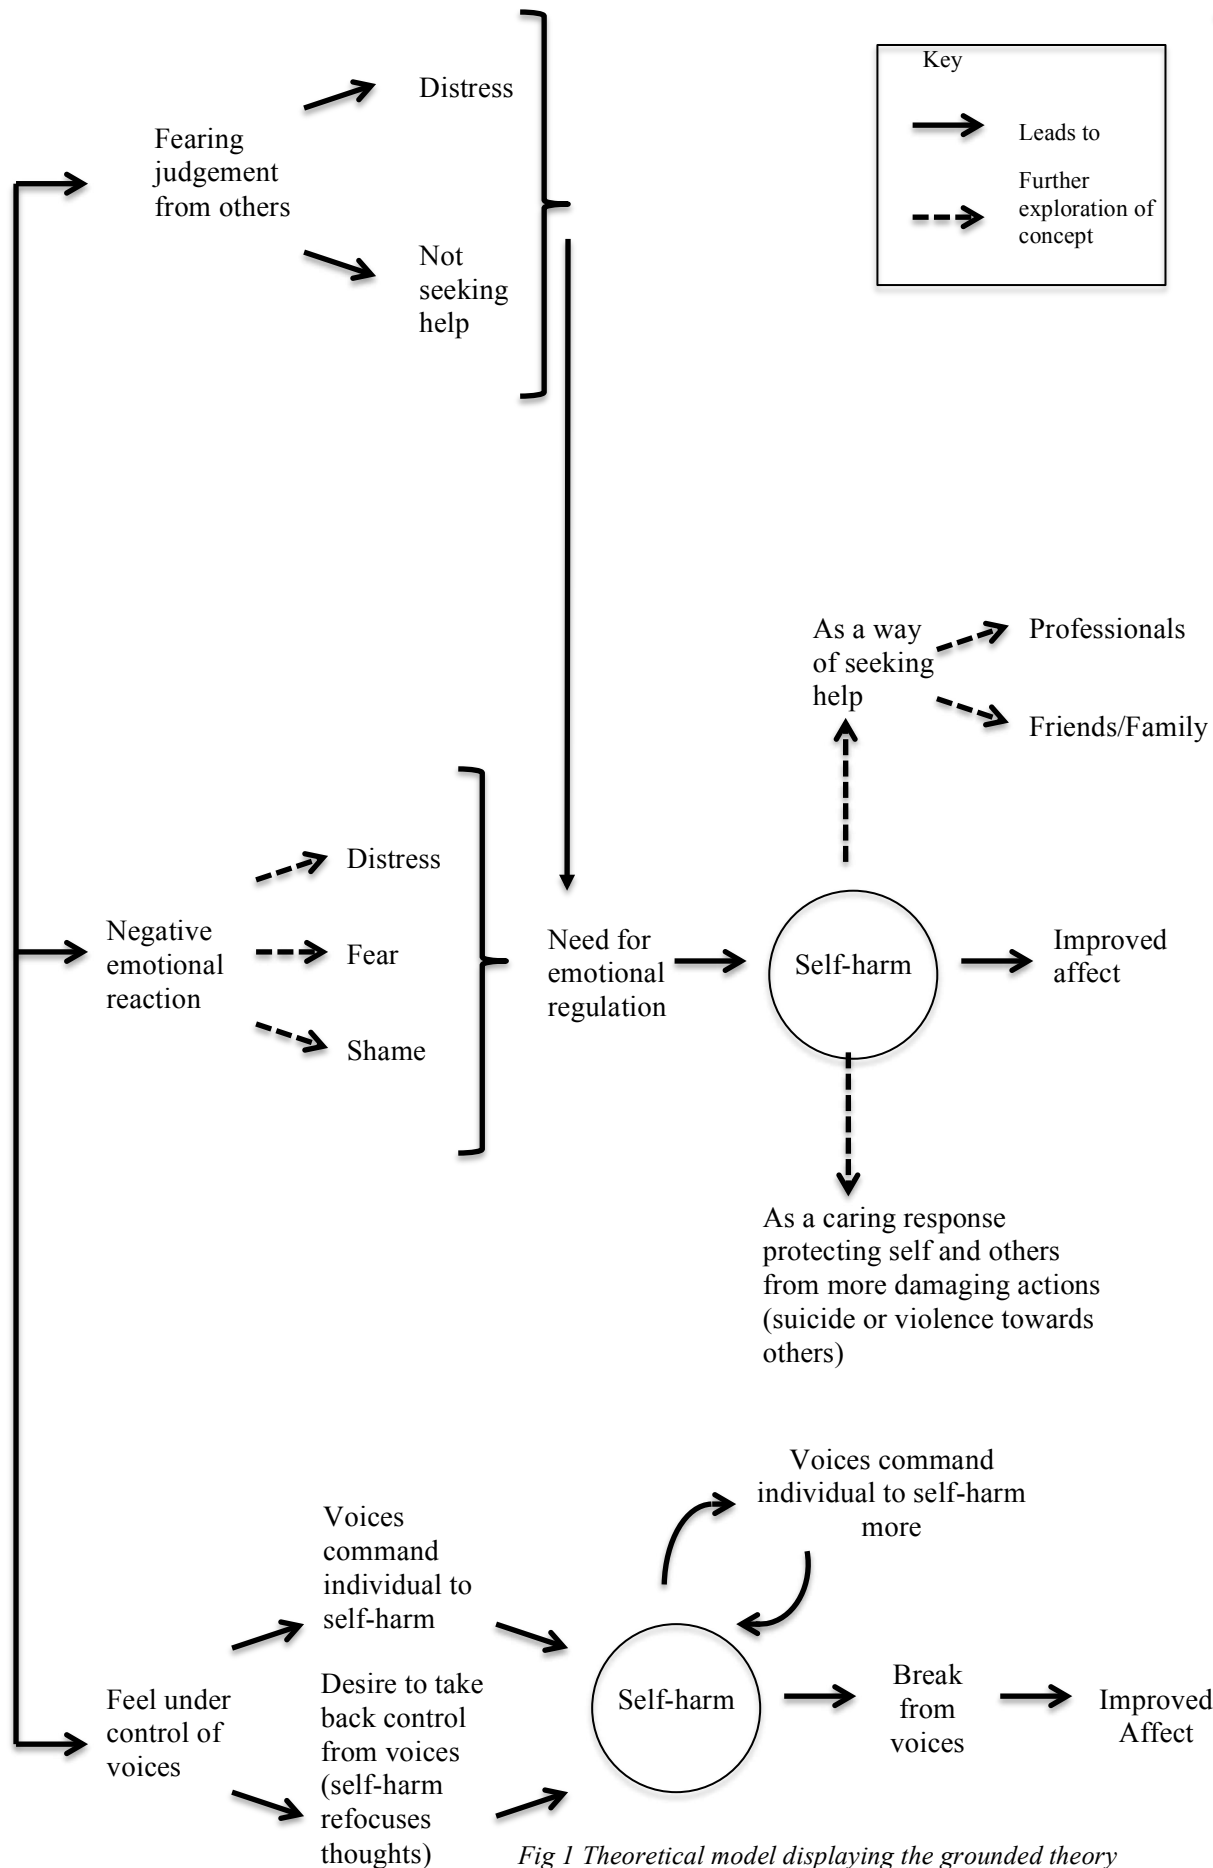 Key
Leads to
Further
exploration of
concept
Distress
Fearing
judgement
from others
Not
seeking
help
As a way
of seeking
help
Professionals
Friends/Family
Negative
emotional
reaction
Distress
Fear
Shame
Need for
emotional
regulation
Self-harm
Improved
affect
As a caring response
protecting self and others
from more damaging actions
(suicide or violence towards
others)
Voices command
individual to self-harm
more
Voices
command
individual to
self-harm
Feel under
control of
voices
Desire to take
back control
from voices
(self-harm
refocuses
thoughts)
Self-harm
Break
from
voices
Improved
Affect
Fig 1 Theoretical model displaying the grounded theory